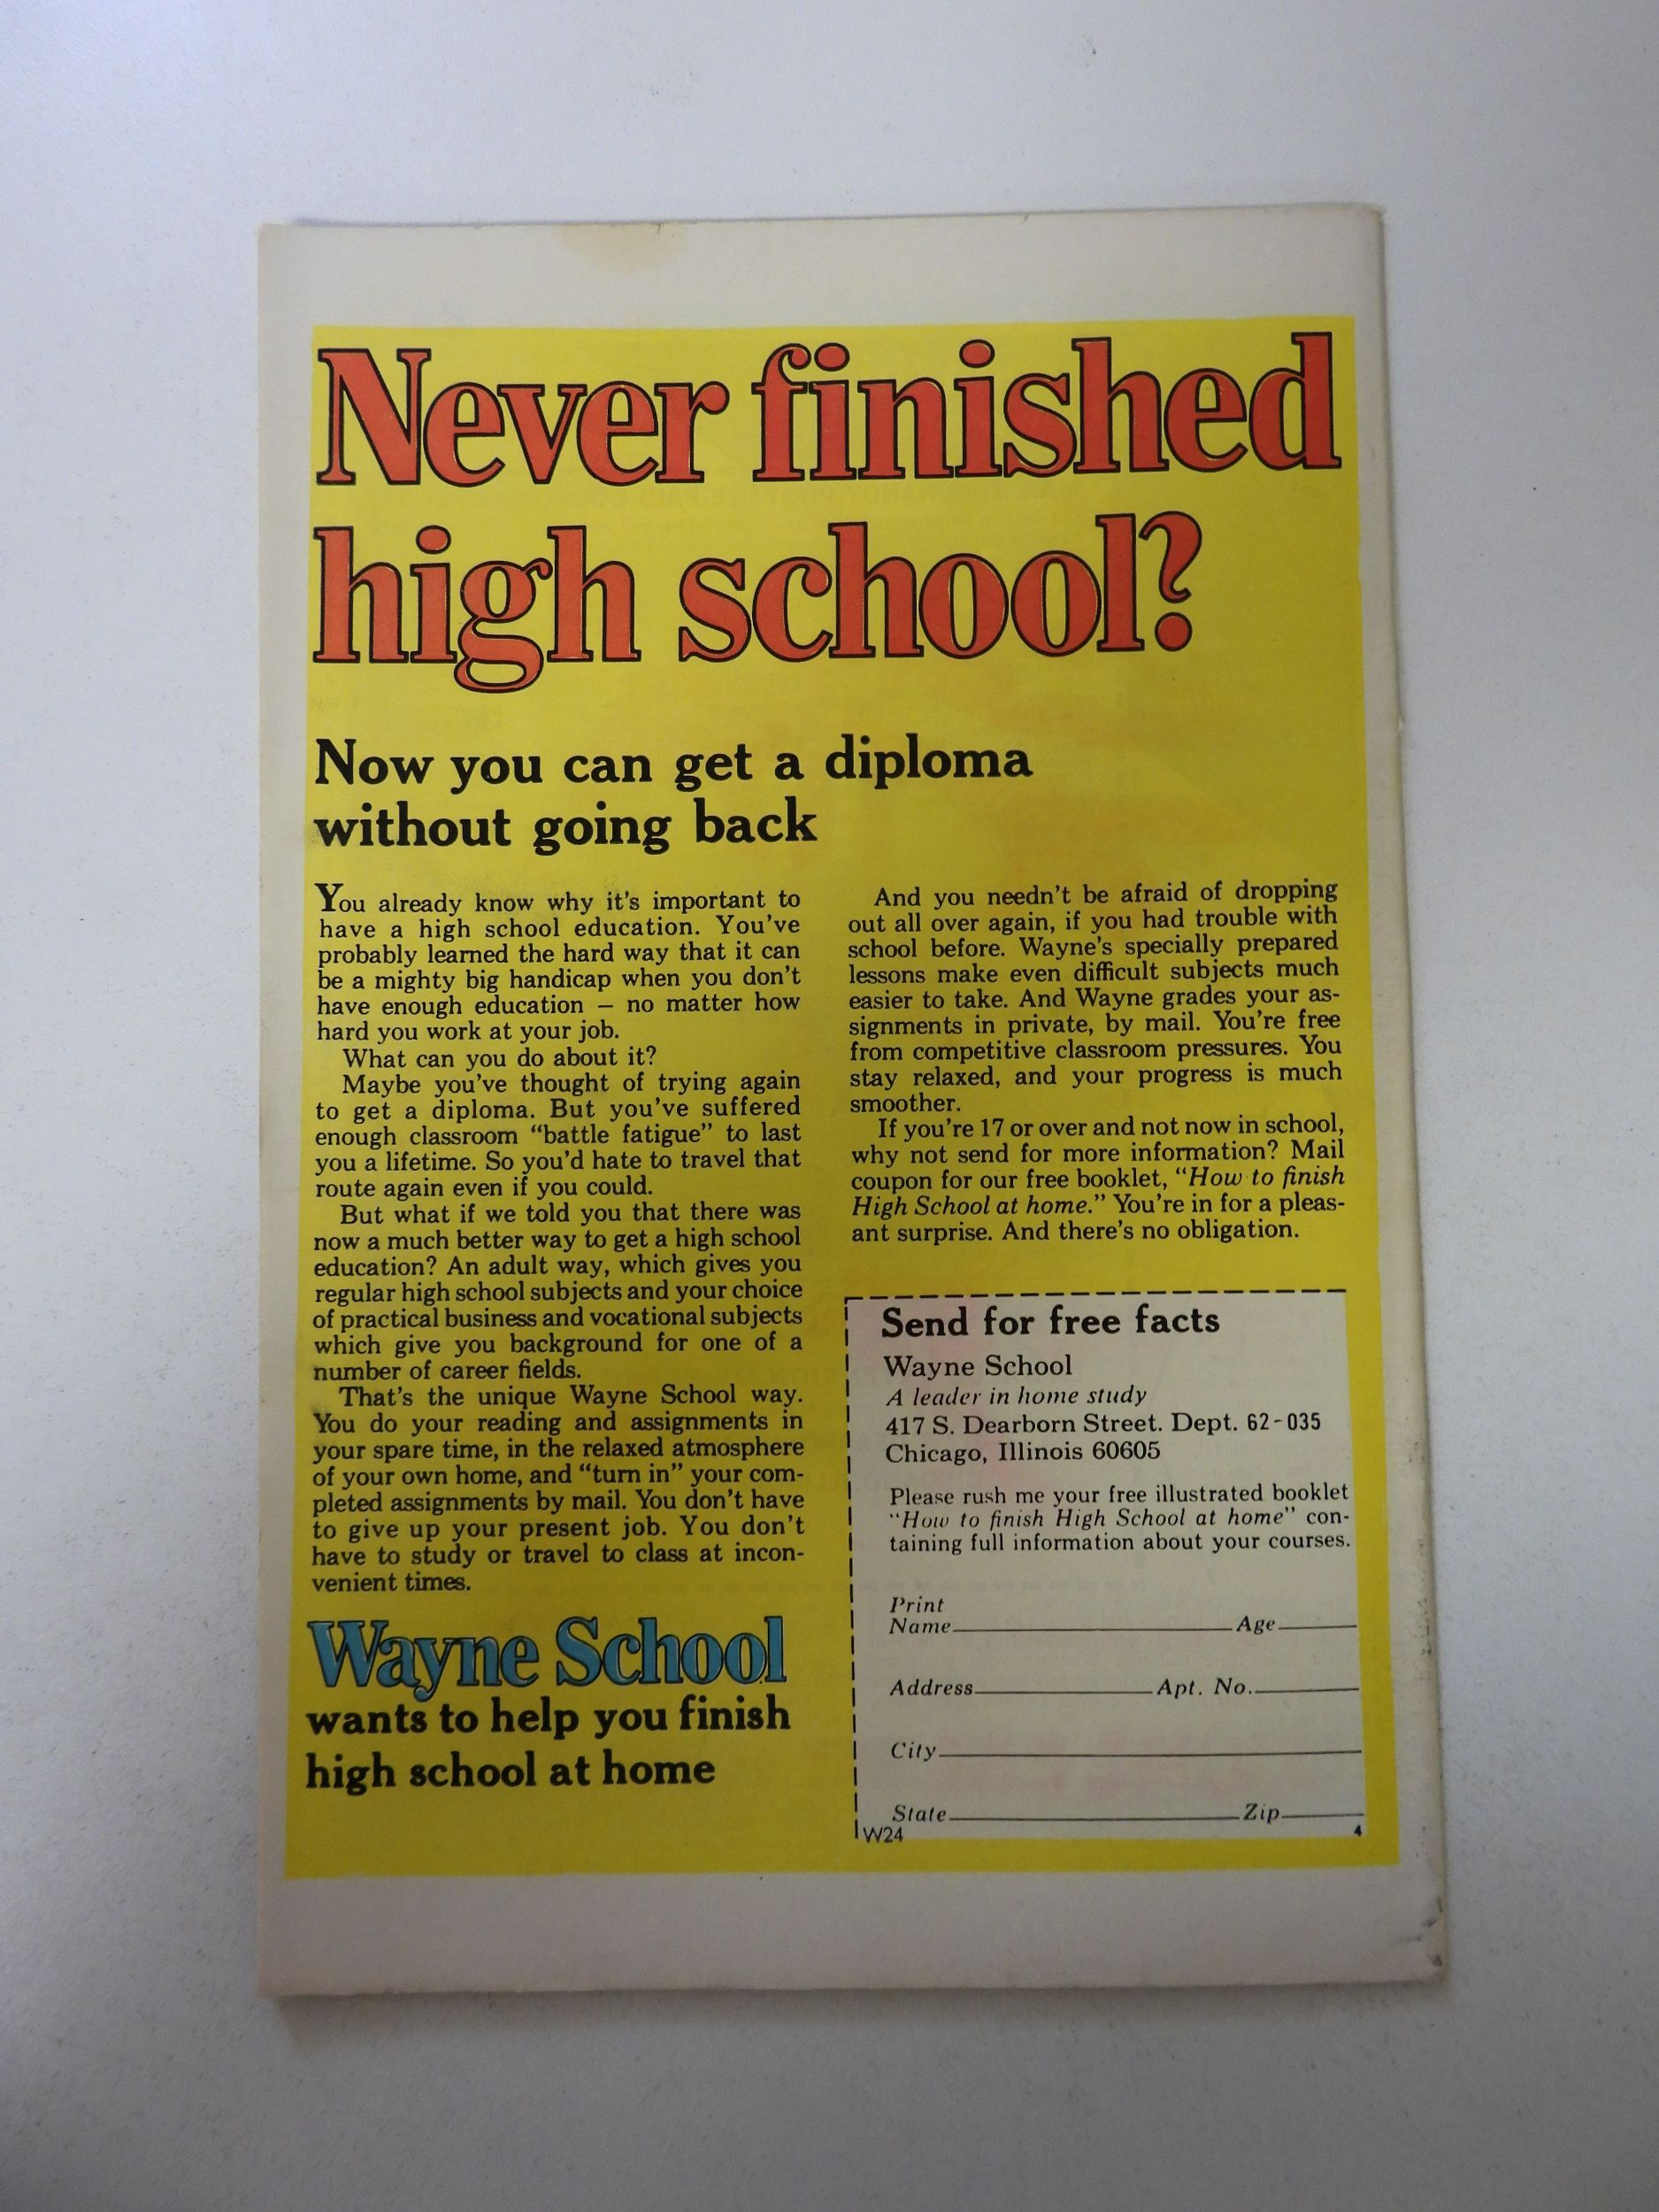 Never finished
high school?
Now you can get a diploma
without going back
You already know why it's important to
have a high school education. You've
probably learned the hard way that it can
be a mighty big handicap when you don't
have enough education – no matter how
hard you work at your job.
What can you do about it?
Maybe you've thought of trying again
to get a diploma. But you've suffered
enough classroom "battle fatigue" to last
you a lifetime. So you'd hate to travel that
route again even if you could.
But what if we told you that there was
now a much better way to get a high school
education? An adult way, which gives you
regular high school subjects and your choice
of practical business and vocational subjects
which give you background for one of a
number of career fields.
That's the unique Wayne School way.
You do your reading and assignments in
your spare time, in the relaxed atmosphere
of your own home, and "turn in" your com-
pleted assignments by mail. You don't have
to give up your present job. You don't
have to study or travel to class at incon-
venient times.
Wayne School
wants to help you finish
high school at home
And you needn't be afraid of dropping
out all over again, if you had trouble with
school before. Wayne's specially prepared
lessons make even difficult subjects much
easier to take. And Wayne grades your as-
signments in private, by mail. You're free
from competitive classroom pressures. You
stay relaxed, and your progress is much
smoother.
If you're 17 or over and not now in school,
why not send for more information? Mail
coupon for our free booklet, "How to finish
High School at home." You're in for a pleas-
ant surprise. And there's no obligation.
Send for free facts
Wayne School
A leader in home study
417 S. Dearborn Street. Dept. 62-035
Chicago, Illinois 60605
Please rush me your free illustrated booklet
"How to finish High School at home" con-
taining full information about your courses.
Print
Name Age
Address Apt. No.
City
State Zip
W24 4